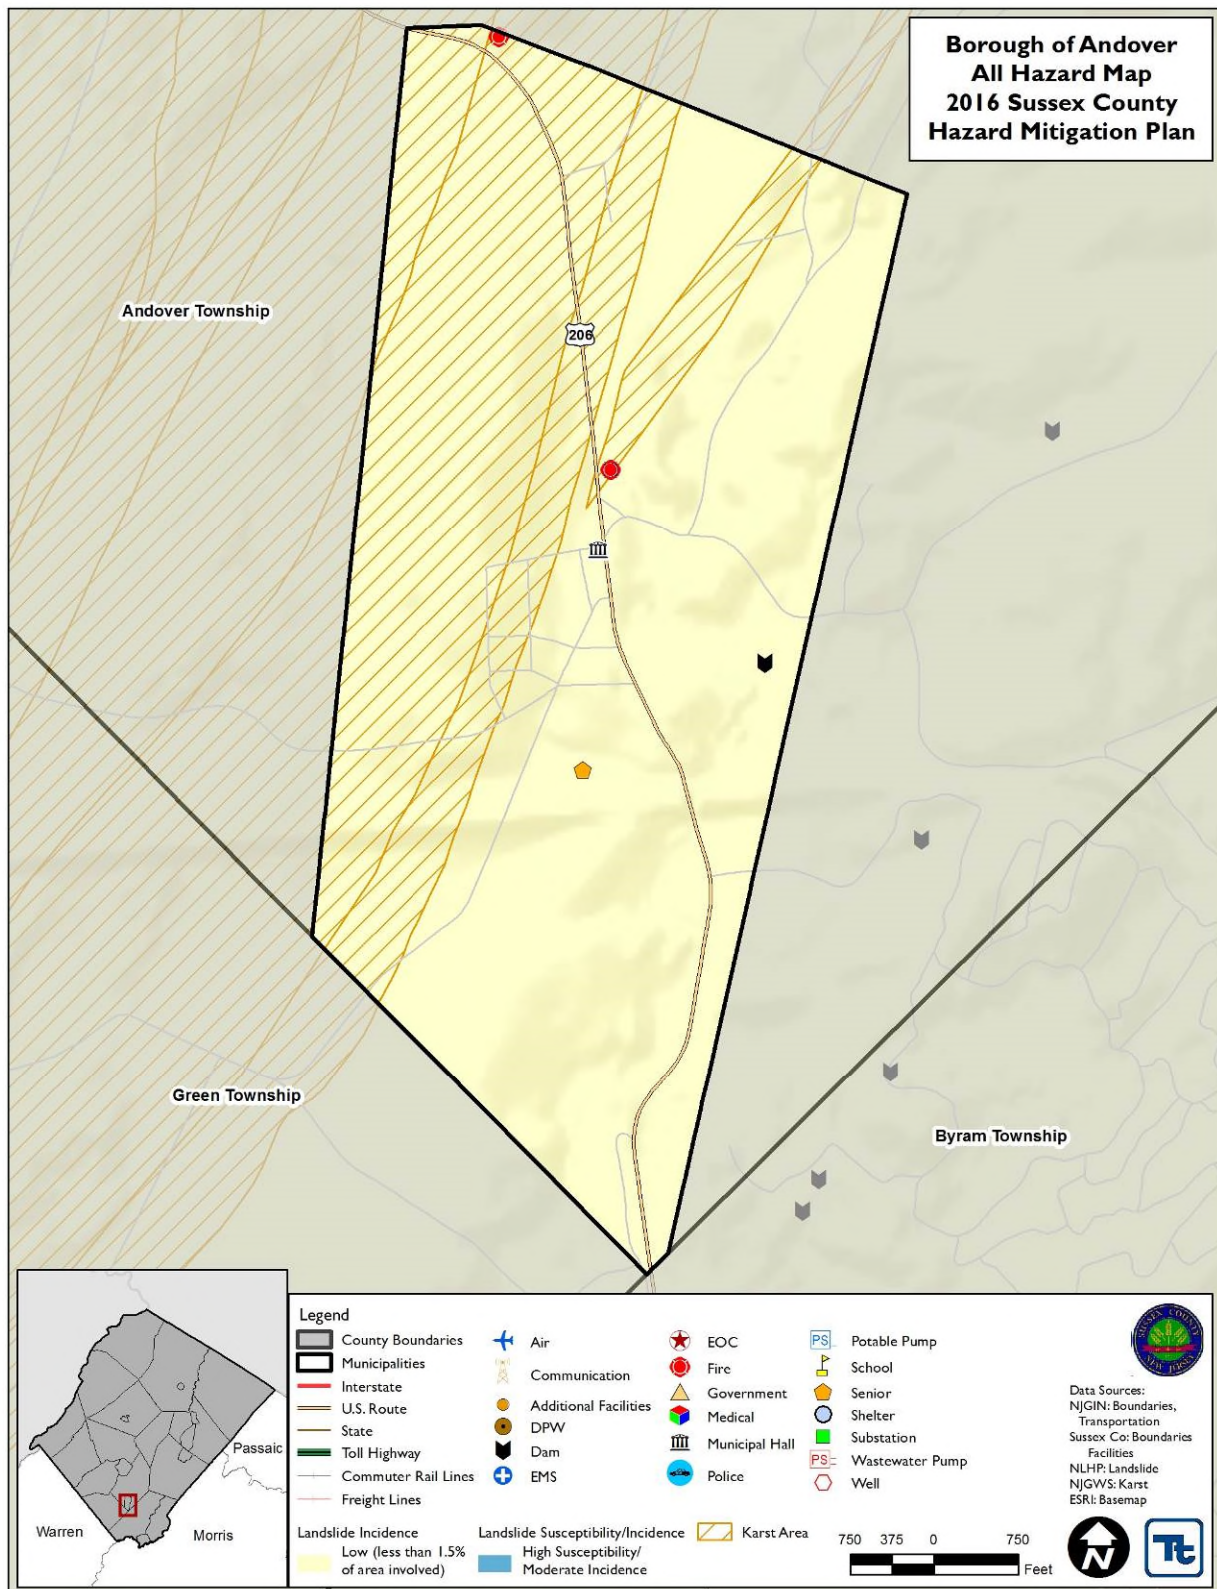 Borough of Andover
All Hazard Map
2016 Sussex County
Hazard Mitigation Plan
Andover Township
206
Green Township
Byram Township
Passaic
Warren
Morris
Legend
County Boundaries
Municipalities
Interstate
U.S. Route
State
Toll Highway
Commuter Rail Lines
Freight Lines
Air
Communication
Additional Facilities
DPW
Dam
EMS
EOC
Fire
Government
Medical
Municipal Hall
Police
PS
Potable Pump
School
Senior
Shelter
Substation
PS
Wastewater Pump
Well
Landslide Incidence
Low (less than 1.5%
of area involved)
Landslide Susceptibility/Incidence
High Susceptibility/
Moderate Incidence
Karst Area
SUSSEX COUNTY
NEW JERSEY
Data Sources:
NJGIN: Boundaries,
Transportation
Sussex Co: Boundaries
Facilities
NLHP: Landslide
NJGWS: Karst
ESRI: Basemap
750 375 0 750
Feet
N
Tt